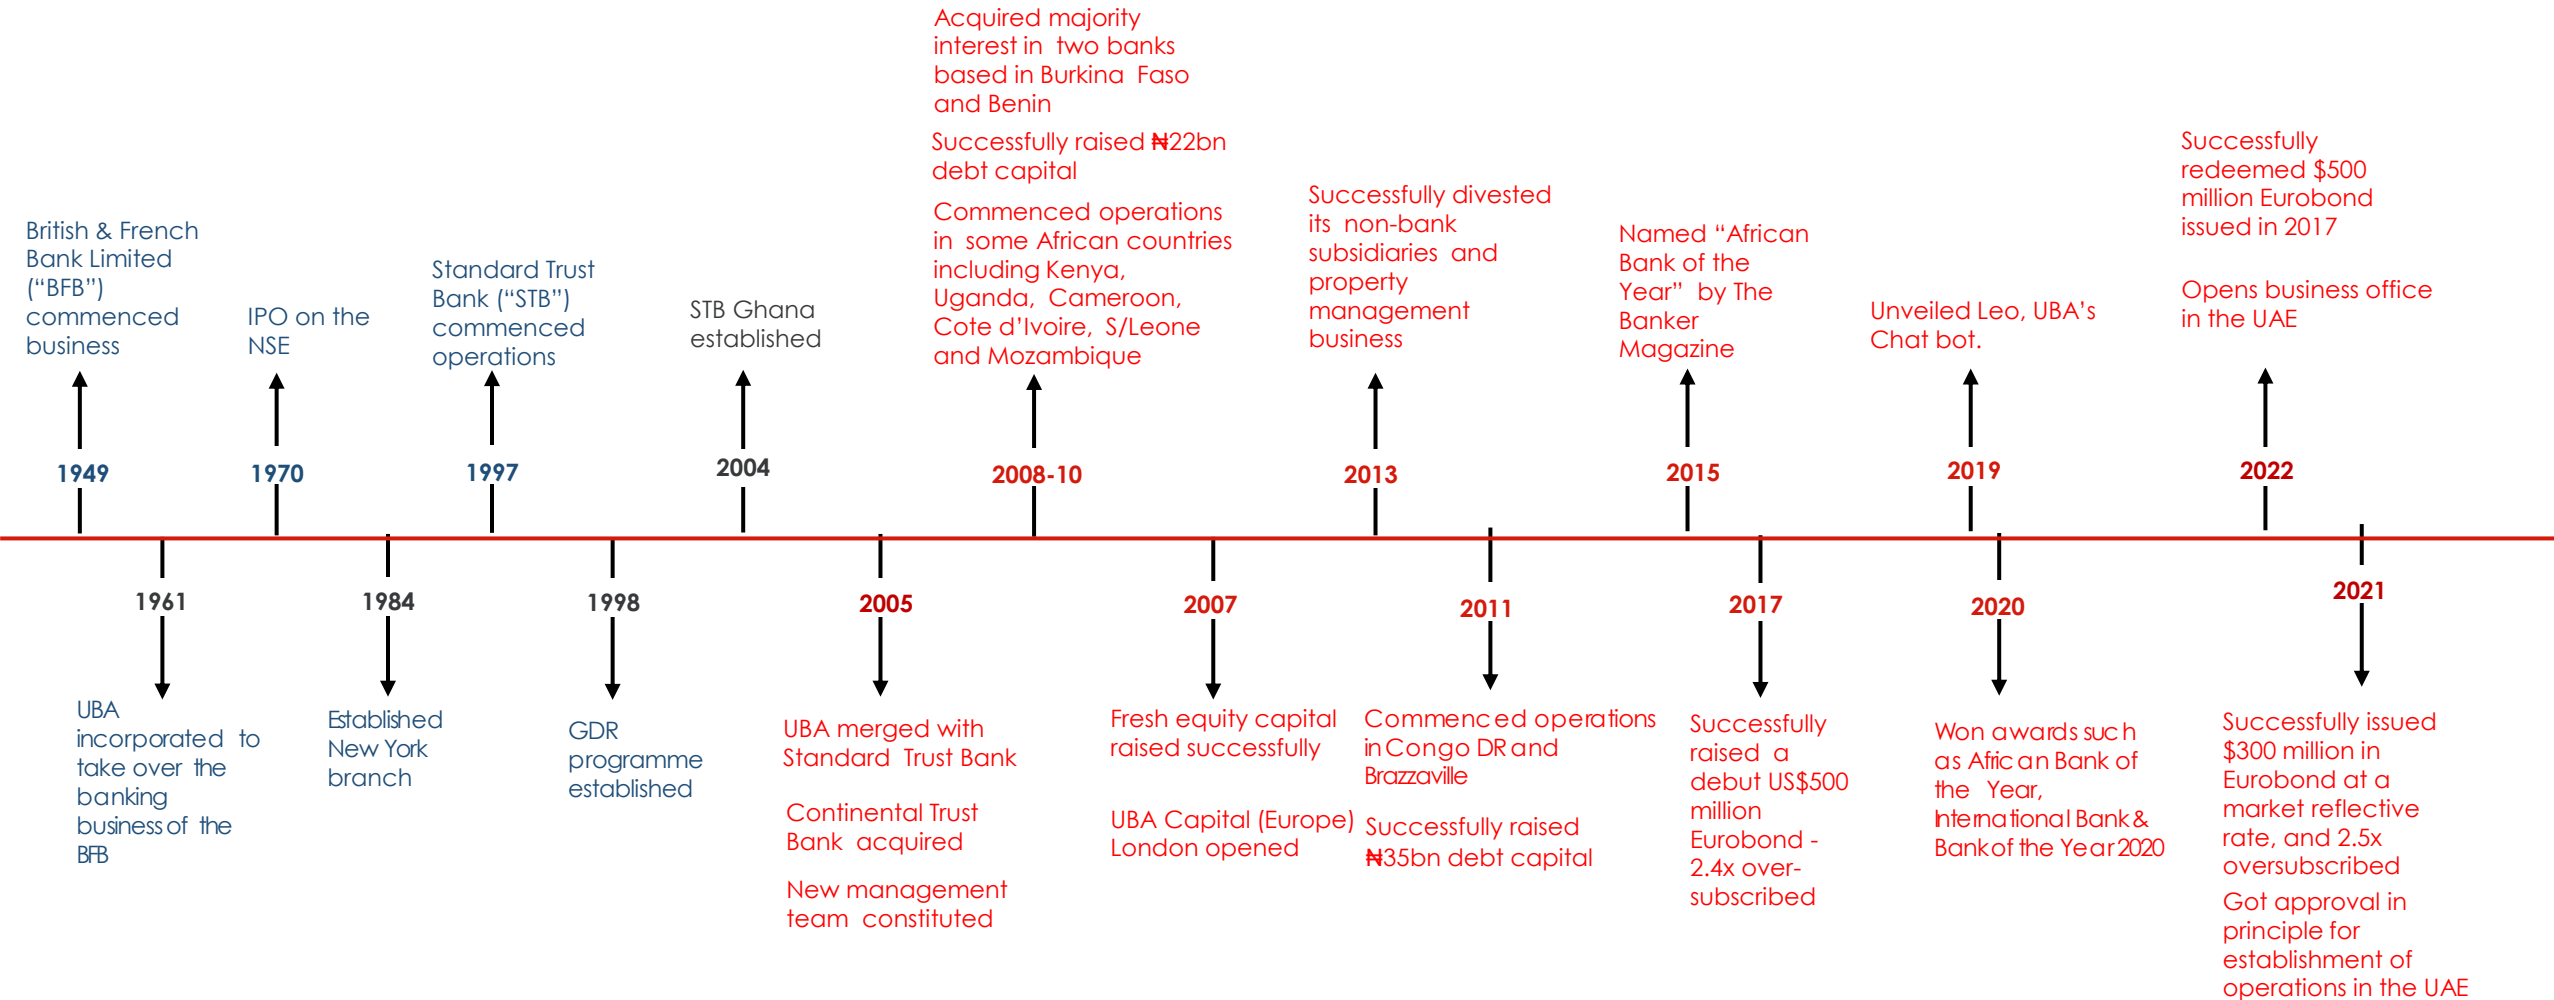 Acquired majority
interest in two banks
based in Burkina Faso
and Benin
Successfully raised ₦22bn
debt capital
Commenced operations
in some African countries
including Kenya,
Uganda, Cameroon,
Cote d’Ivoire, S/Leone
and Mozambique
British & French
Bank Limited
(“BFB”)
commenced
business
IPO on the
NSE
Standard Trust
Bank (“STB”)
commenced
operations
STB Ghana
established
Successfully divested
its non-bank
subsidiaries and
property
management
business
Named “African
Bank of the
Year” by The
Banker
Magazine
Unveiled Leo, UBA’s
Chat bot.
Successfully
redeemed $500
million Eurobond
issued in 2017
Opens business office
in the UAE
1949
1970
1997
2004
2008-10
2013
2015
2019
2022
1961
1984
1998
2005
2007
2011
2017
2020
2021
UBA
incorporated to
take over the
banking
business of the
BFB
Established
New York
branch
GDR
programme
established
UBA merged with
Standard Trust Bank
Continental Trust
Bank acquired
New management
team constituted
Fresh equity capital
raised successfully
UBA Capital (Europe)
London opened
Commenced operations
in Congo DR and
Brazzaville
Successfully raised
₦35bn debt capital
Successfully
raised a
debut US$500
million
Eurobond -
2.4x over-
subscribed
Won awards such
as African Bank of
the Year,
International Bank &
Bank of the Year 2020
Successfully issued
$300 million in
Eurobond at a
market reflective
rate, and 2.5x
oversubscribed
Got approval in
principle for
establishment of
operations in the UAE